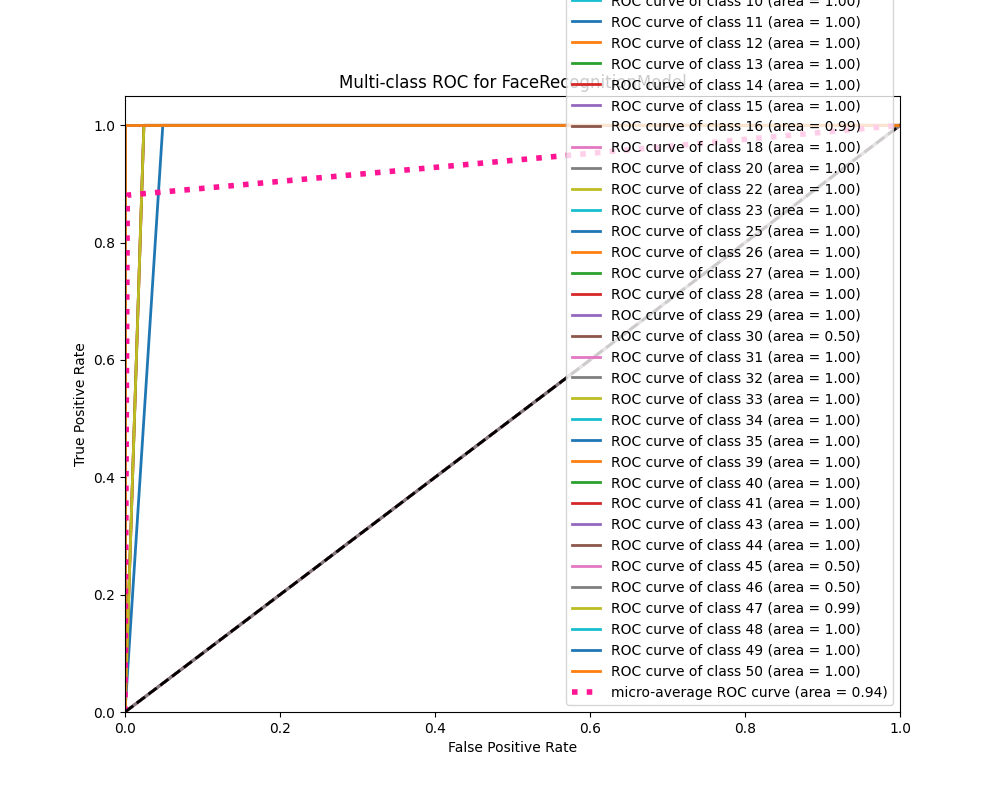 ROC curve of class 10 (area = 1.00)
ROC curve of class 11 (area = 1.00)
ROC curve of class 12 (area = 1.00)
ROC curve of class 13 (area = 1.00)
Multi-class ROC for FaceRecognitionModel
ROC curve of class 14 (area = 1.00)
ROC curve of class 15 (area = 1.00)
ROC curve of class 16 (area = 0.99)
ROC curve of class 18 (area = 1.00)
ROC curve of class 20 (area = 1.00)
ROC curve of class 22 (area = 1.00)
ROC curve of class 23 (area = 1.00)
ROC curve of class 25 (area = 1.00)
ROC curve of class 26 (area = 1.00)
ROC curve of class 27 (area = 1.00)
ROC curve of class 28 (area = 1.00)
ROC curve of class 29 (area = 1.00)
ROC curve of class 30 (area = 0.50)
ROC curve of class 31 (area = 1.00)
ROC curve of class 32 (area = 1.00)
ROC curve of class 33 (area = 1.00)
ROC curve of class 34 (area = 1.00)
ROC curve of class 35 (area = 1.00)
ROC curve of class 39 (area = 1.00)
ROC curve of class 40 (area = 1.00)
ROC curve of class 41 (area = 1.00)
ROC curve of class 43 (area = 1.00)
ROC curve of class 44 (area = 1.00)
ROC curve of class 45 (area = 0.50)
ROC curve of class 46 (area = 0.50)
ROC curve of class 47 (area = 0.99)
ROC curve of class 48 (area = 1.00)
ROC curve of class 49 (area = 1.00)
ROC curve of class 50 (area = 1.00)
micro-average ROC curve (area = 0.94)
True Positive Rate
1.0
0.8
0.6
0.4
0.2
0.0
0.0 0.2 0.4 0.6 0.8 1.0
False Positive Rate